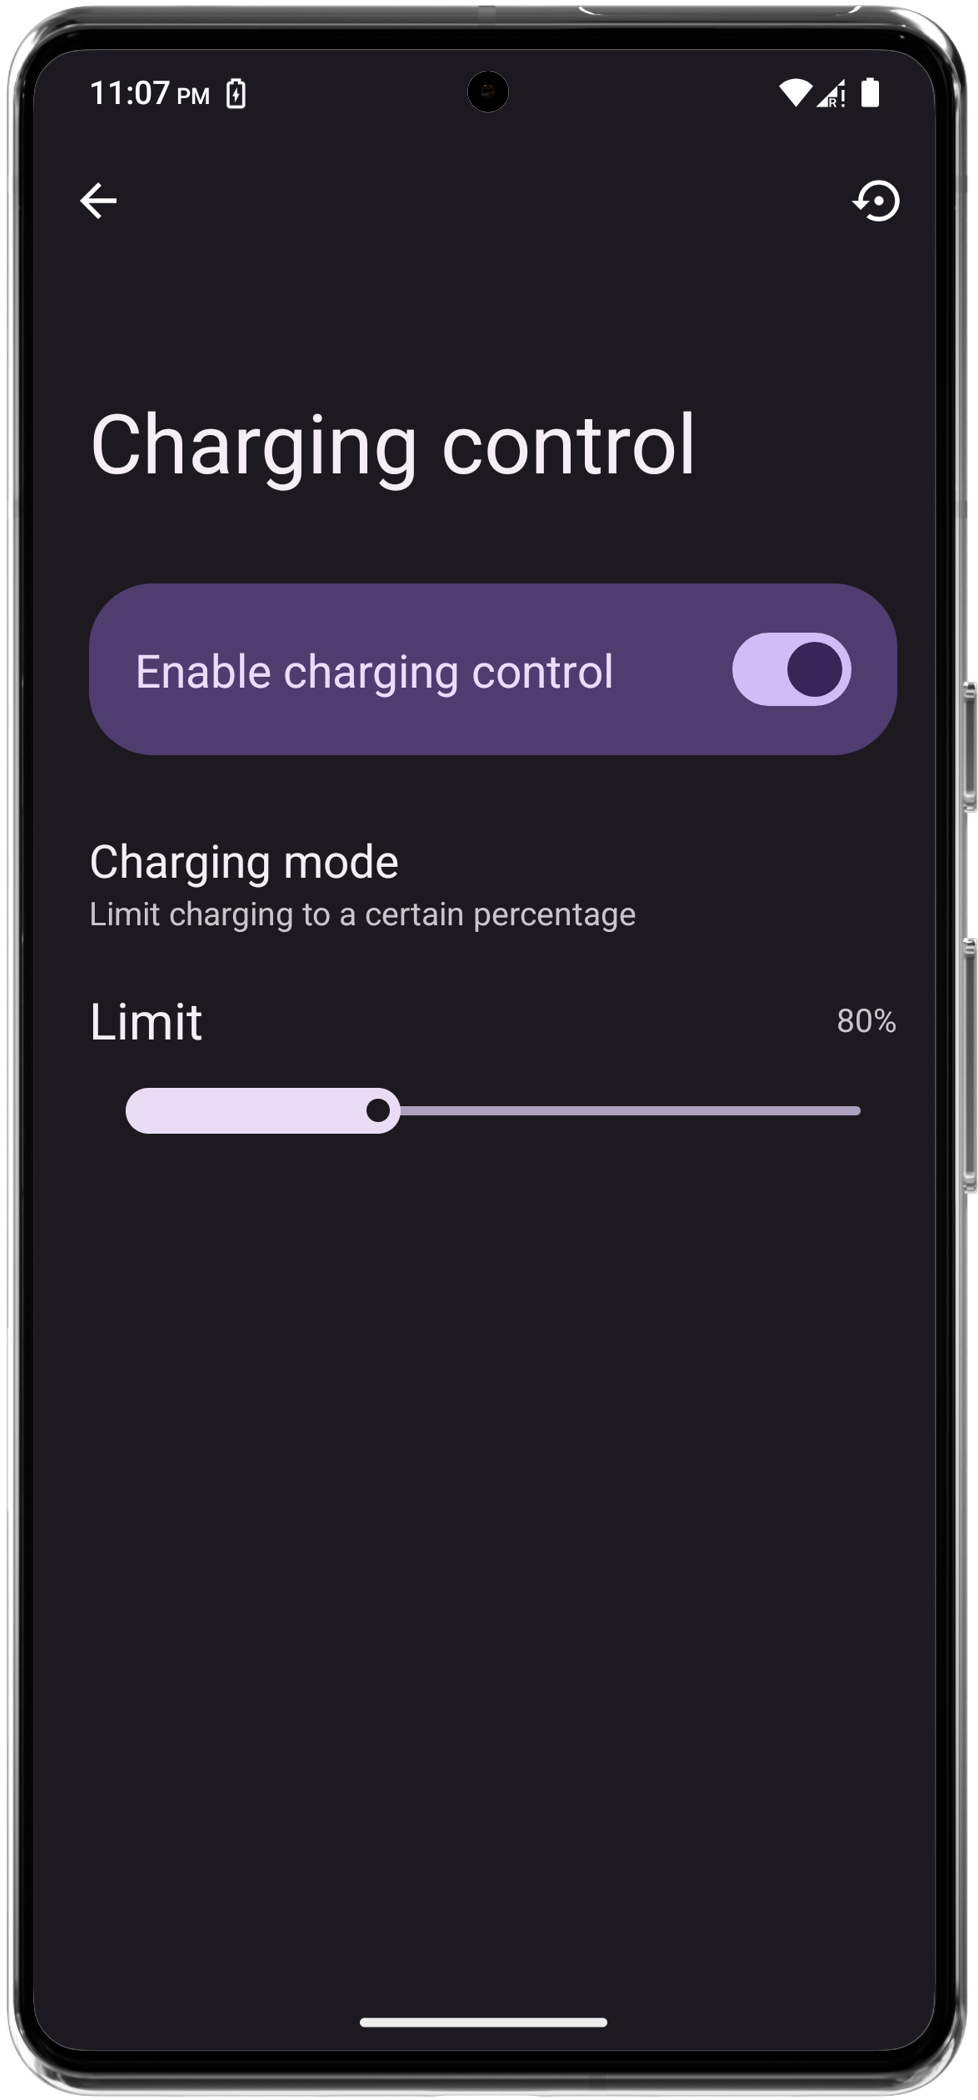 11:07 PM
R
Charging control
Enable charging control
Charging mode
Limit charging to a certain percentage
Limit 80%